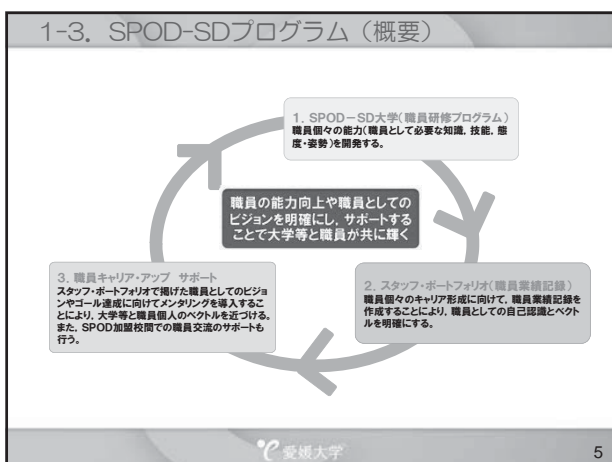 1-3. SPOD-SDプログラム（概要）
1. SPOD－SD大学（職員研修プログラム）
職員個々の能力（職員として必要な知識，技能，態
度・姿勢）を開発する。
職員の能力向上や職員としての
ビジョンを明確にし，サポートする
ことで大学等と職員が共に輝く
2. スタッフ・ポートフォリオ（職員業績記録）
職員個々のキャリア形成に向けて，職員業績記録を
作成することにより，職員としての自己認識とベクト
ルを明確にする。
3. 職員キャリア・アップ サポート
スタッフ・ポートフォリオで掲げた職員としてのビジョ
ンやゴール達成に向けてメンタリングを導入するこ
とにより，大学等と職員個人のベクトルを近づける。
また，SPOD加盟校間での職員交流のサポートも
行う。
愛媛大学
5